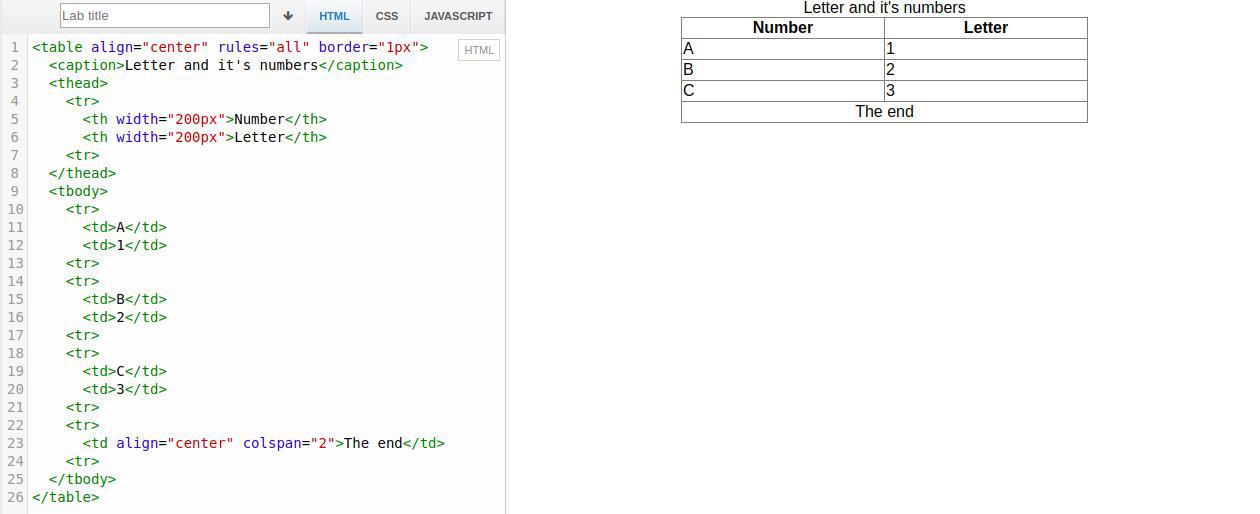 Lab title
HTML CSS JAVASCRIPT
HTML
1 <table align="center" rules="all" border="1px">
2 <caption>Letter and it's numbers</caption>
3 <thead>
4 <tr>
5 <th width="200px">Number</th>
6 <th width="200px">Letter</th>
7 <tr>
8 </thead>
9 <tbody>
10 <tr>
11 <td>A</td>
12 <td>1</td>
13 <tr>
14 <tr>
15 <td>B</td>
16 <td>2</td>
17 <tr>
18 <tr>
19 <td>C</td>
20 <td>3</td>
21 <tr>
22 <tr>
23 <td align="center" colspan="2">The end</td>
24 <tr>
25 </tbody>
26 </table>
Letter and it's numbers
Number Letter
A 1
B 2
C 3
The end